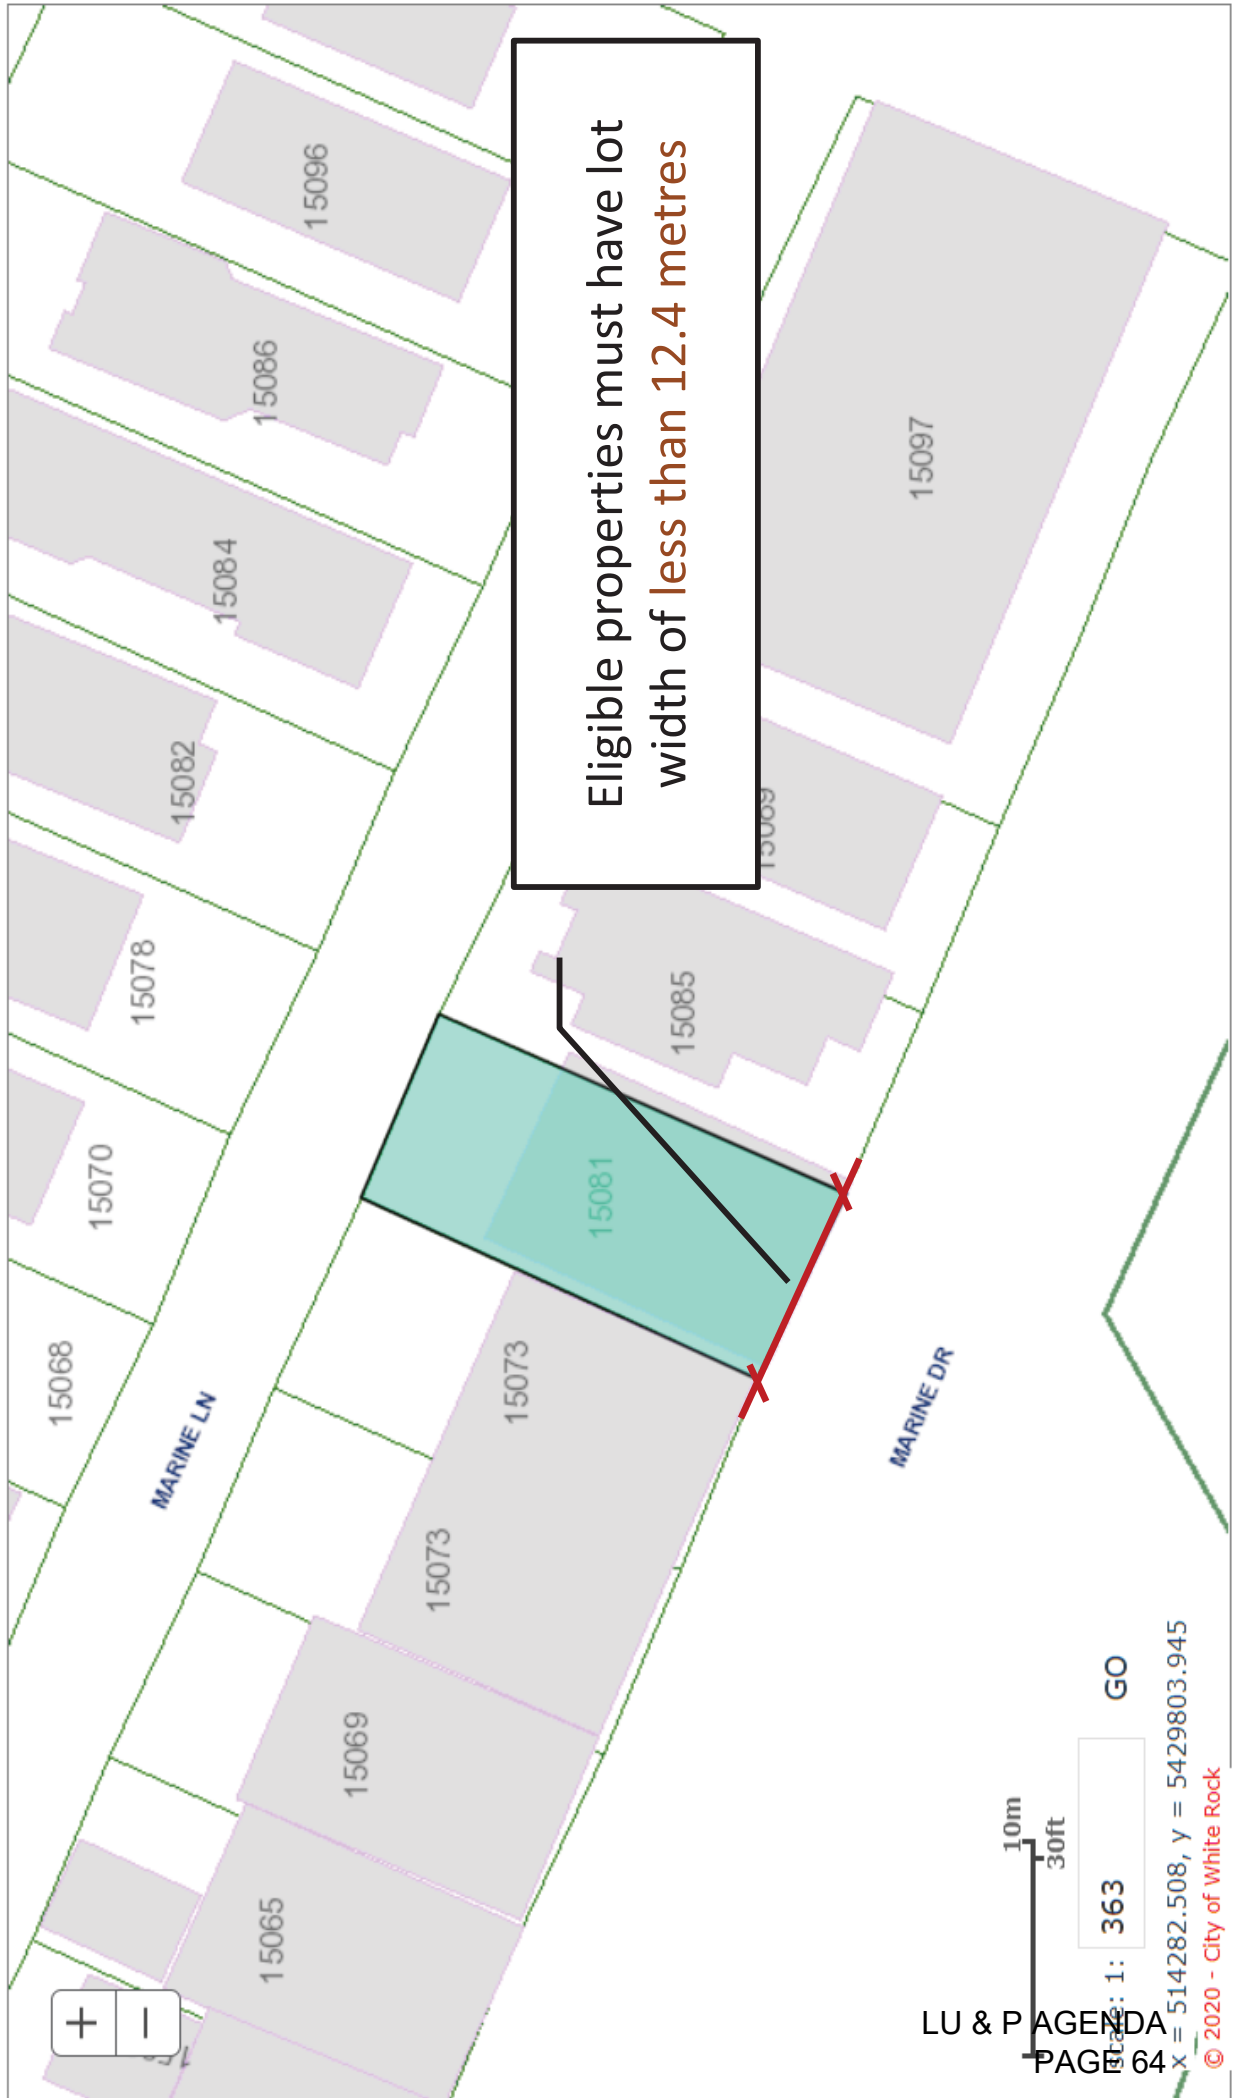 Eligible properties must have lot
width of less than 12.4 metres
15096
15086
15084
15082
15078
15070
15068
MARINE LN
15097
15089
15085
15081
15073
15073
15069
15065
MARINE DR
10m
30ft
scale: 1: 363 GO
x = 514282.508, y = 5429803.945
© 2020 - City of White Rock
+
−
LU & P AGENDA
PAGE 64